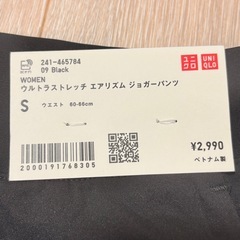 241-465784
09 Black
WOMEN
ウルトラストレッチ エアリズム ジョガーパンツ
S ウエスト 60-66cm
ユニクロ
UNIQLO
¥2,990
ベトナム製
2000191768305